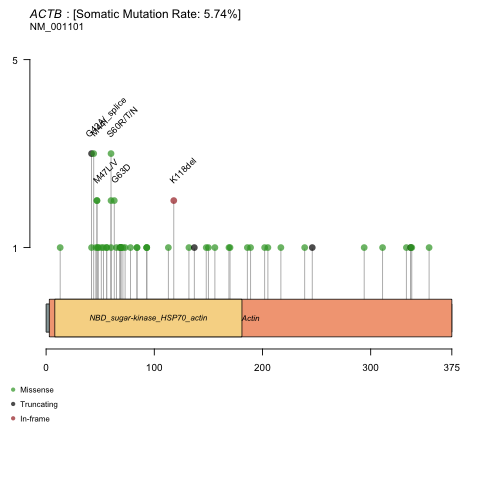 ACTB : [Somatic Mutation Rate: 5.74%]
NM_001101
5
S60R/T/N
M47L/V
G63D
K118del
1
NBD_sugar-kinase_HSP70_actin
Actin
0
100
200
300
375
Missense
Truncating
In-frame